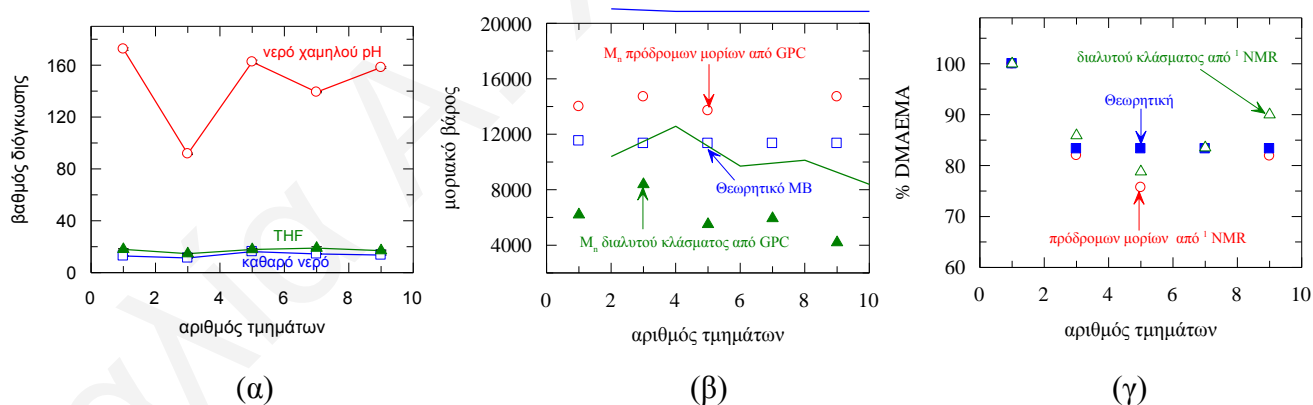 νερό χαμηλού pH
THF
καθαρό νερό
βαθμός διόγκωσης
0
40
80
120
160
0 2 4 6 8 10
αριθμός τμημάτων
(α)
20000
16000
12000
8000
4000
Mn πρόδρομων μορίων από GPC
Θεωρητικό ΜΒ
Mn διαλυτού κλάσματος από GPC
μοριακό βάρος
0 2 4 6 8 10
αριθμός τμημάτων
(β)
100
90
80
70
60
διαλυτού κλάσματος από 1 NMR
Θεωρητική
πρόδρομων μορίων από 1 NMR
% DMAEMA
0 2 4 6 8 10
αριθμός τμημάτων
(γ)